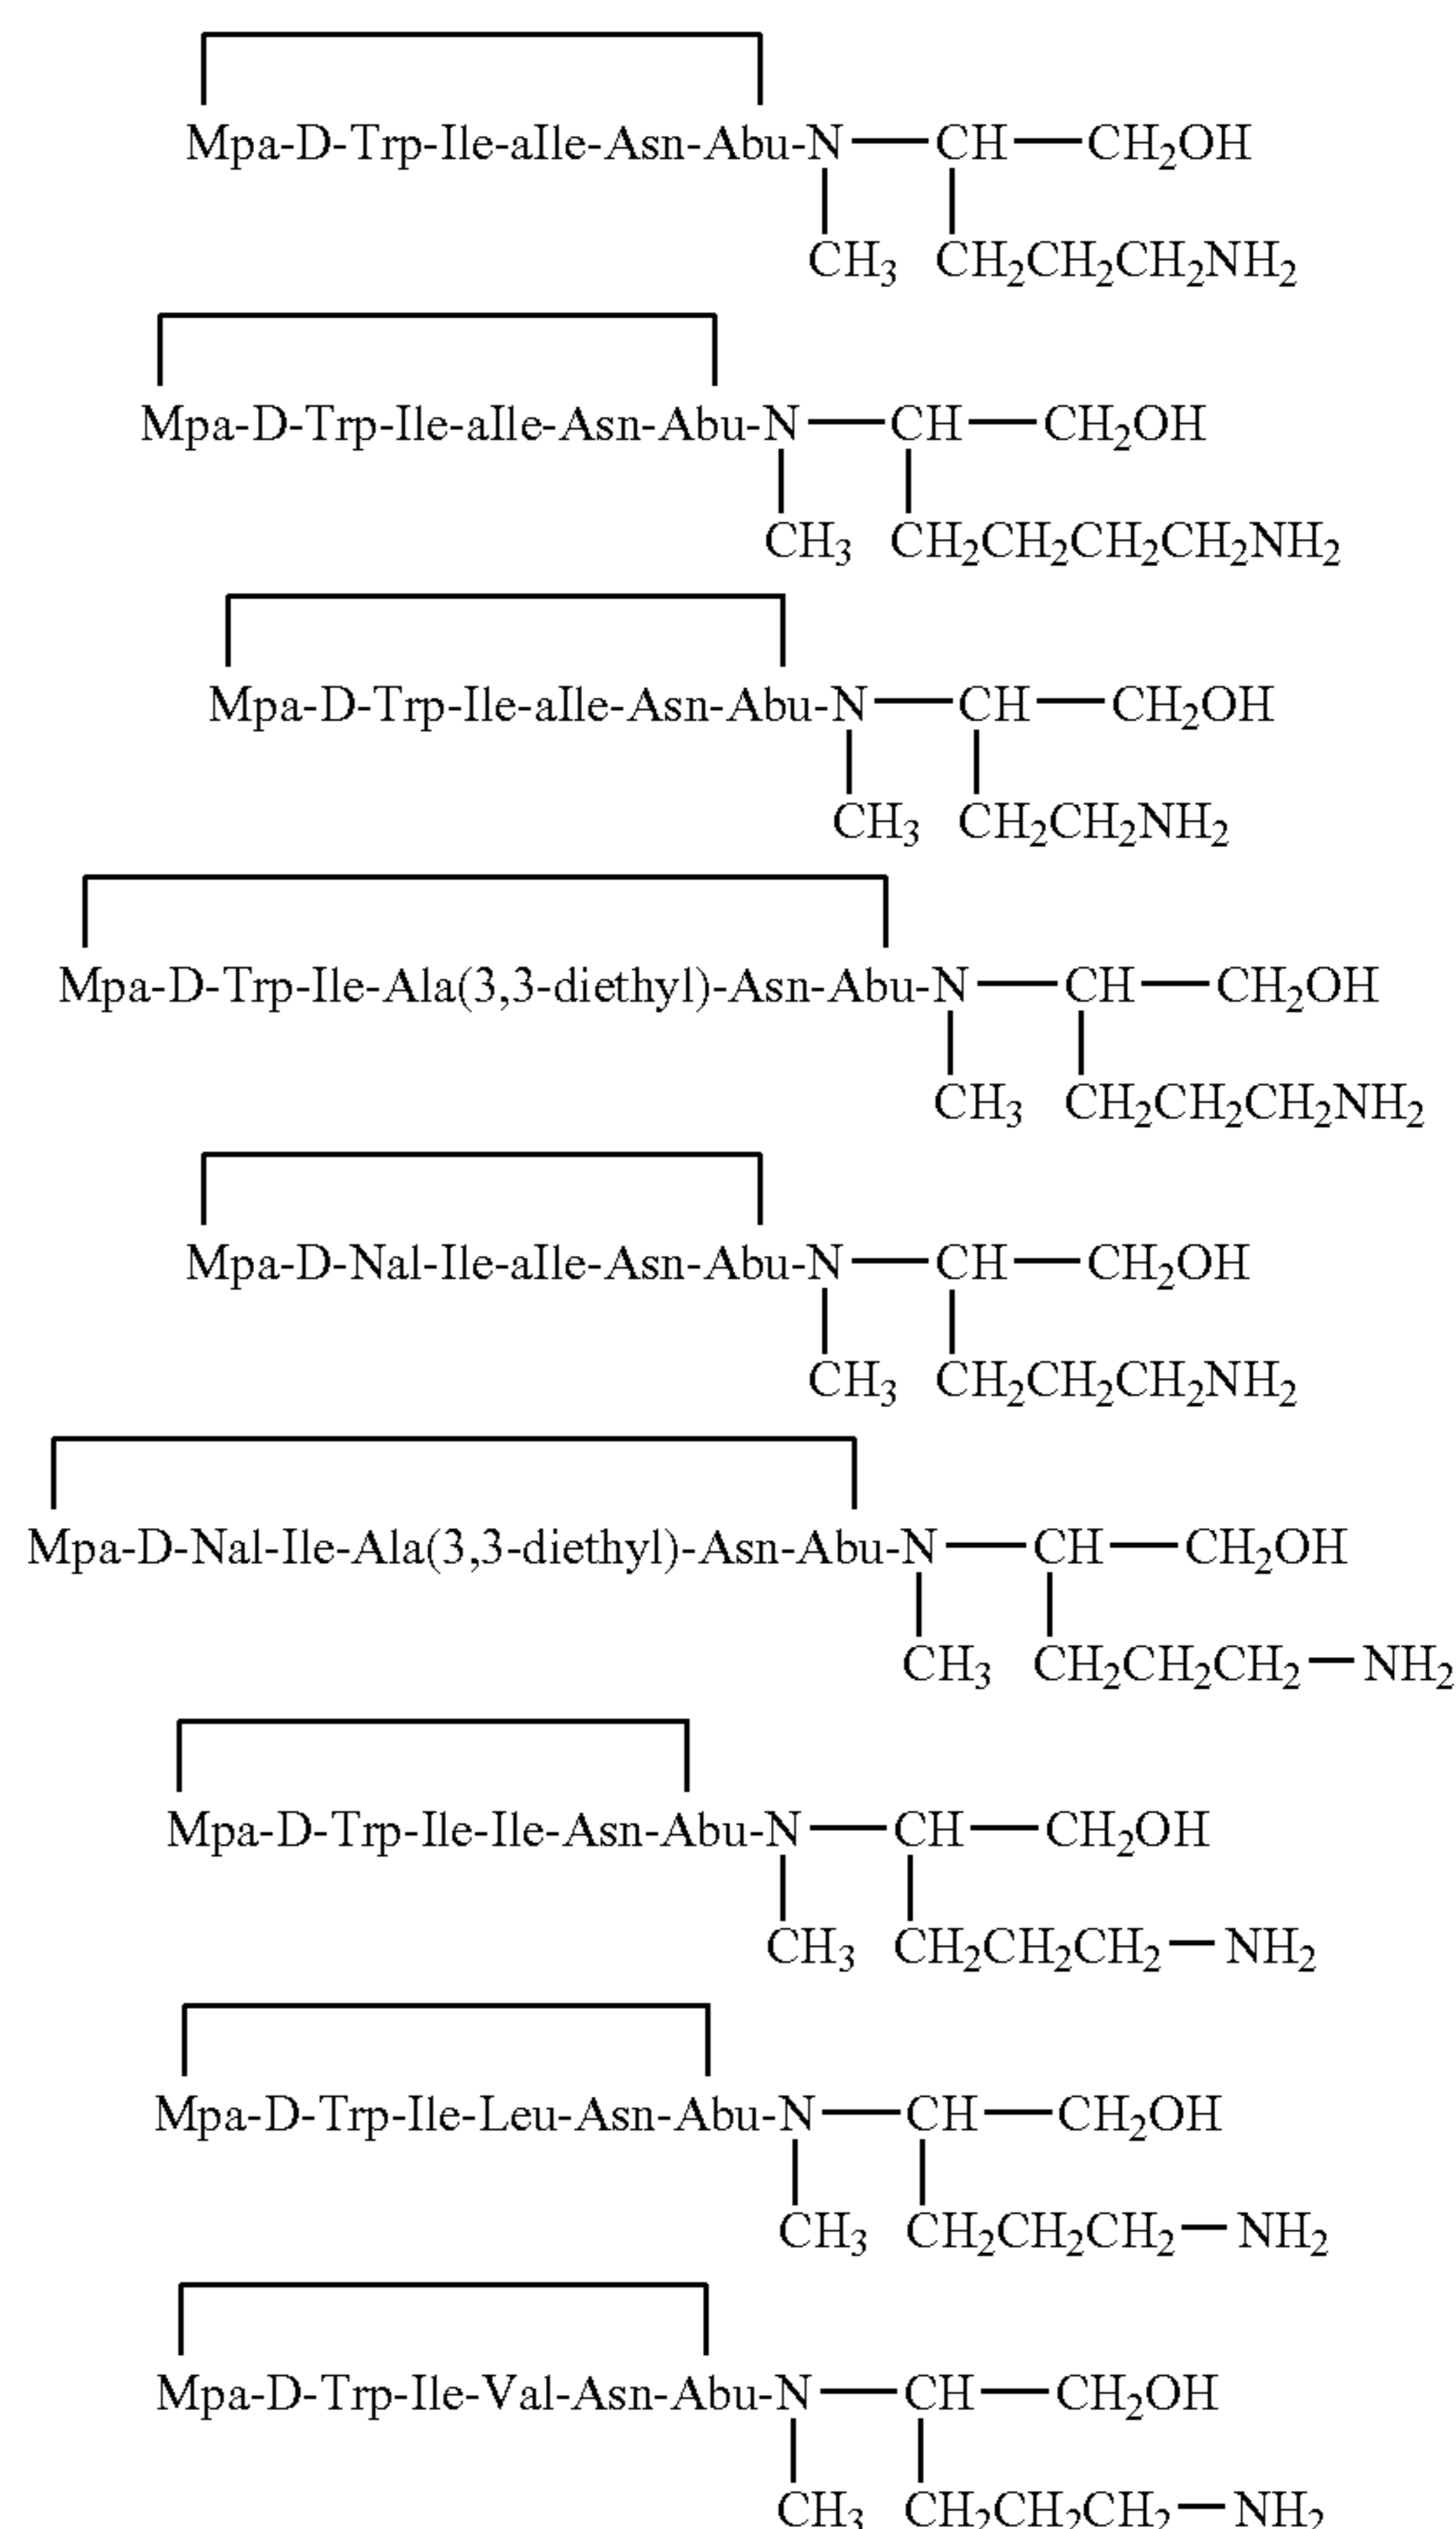 Mpa-D-Trp-Ile-aIle-Asn-Abu-N—CH—CH₂OH
CH₃ CH₂CH₂CH₂NH₂
Mpa-D-Trp-Ile-aIle-Asn-Abu-N—CH—CH₂OH
CH₃ CH₂CH₂CH₂CH₂NH₂
Mpa-D-Trp-Ile-aIle-Asn-Abu-N—CH—CH₂OH
CH₃ CH₂CH₂NH₂
Mpa-D-Trp-Ile-Ala(3,3-diethyl)-Asn-Abu-N—CH—CH₂OH
CH₃ CH₂CH₂CH₂NH₂
Mpa-D-Nal-Ile-aIle-Asn-Abu-N—CH—CH₂OH
CH₃ CH₂CH₂CH₂NH₂
Mpa-D-Nal-Ile-Ala(3,3-diethyl)-Asn-Abu-N—CH—CH₂OH
CH₃ CH₂CH₂CH₂—NH₂
Mpa-D-Trp-Ile-Ile-Asn-Abu-N—CH—CH₂OH
CH₃ CH₂CH₂CH₂—NH₂
Mpa-D-Trp-Ile-Leu-Asn-Abu-N—CH—CH₂OH
CH₃ CH₂CH₂CH₂—NH₂
Mpa-D-Trp-Ile-Val-Asn-Abu-N—CH—CH₂OH
CH₃ CH₂CH₂CH₂—NH₂